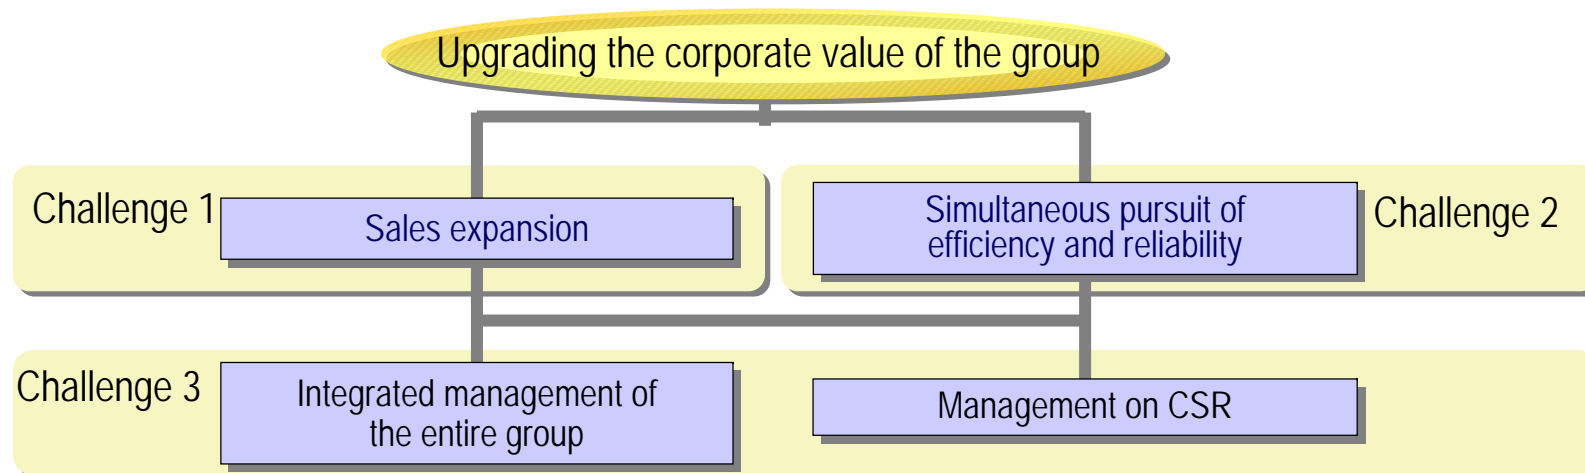 Upgrading the corporate value of the group
Challenge 1
Sales expansion
Simultaneous pursuit of
efficiency and reliability
Challenge 2
Challenge 3
Integrated management of
the entire group
Management on CSR